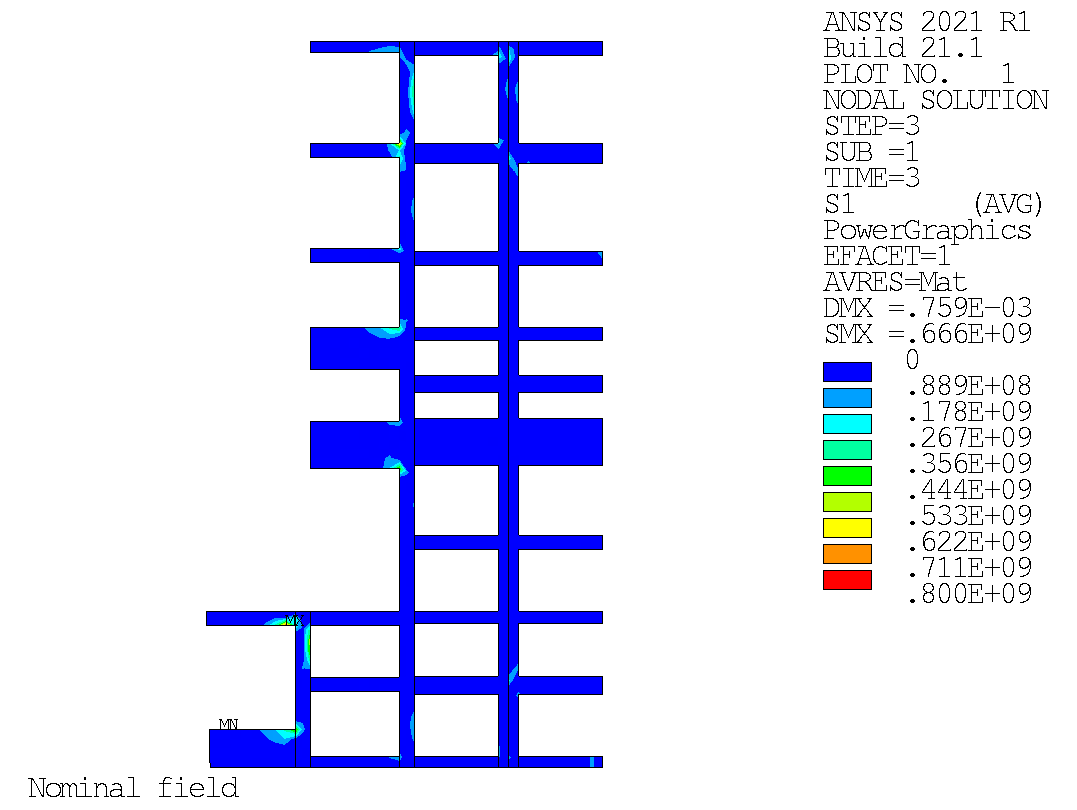 ANSYS 2021 R1
Build 21.1
PLOT NO.   1
NODAL SOLUTION
STEP=3
SUB =1
TIME=3
S1       (AVG)
PowerGraphics
EFACET=1
AVRES=Mat
DMX =.759E-03
SMX =.666E+09
0
.889E+08
.178E+09
.267E+09
.356E+09
.444E+09
.533E+09
.622E+09
.711E+09
.800E+09
MX
MN
Nominal field